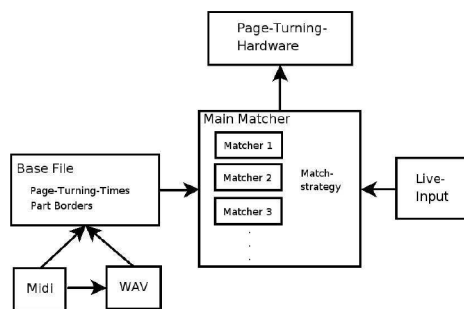 Page-Turning-
Hardware
Main Matcher
Matcher 1
Matcher 2
Matcher 3
.
.
.
Match-
strategy
Base File
Page-Turning-Times
Part Borders
Live-
Input
Midi
WAV